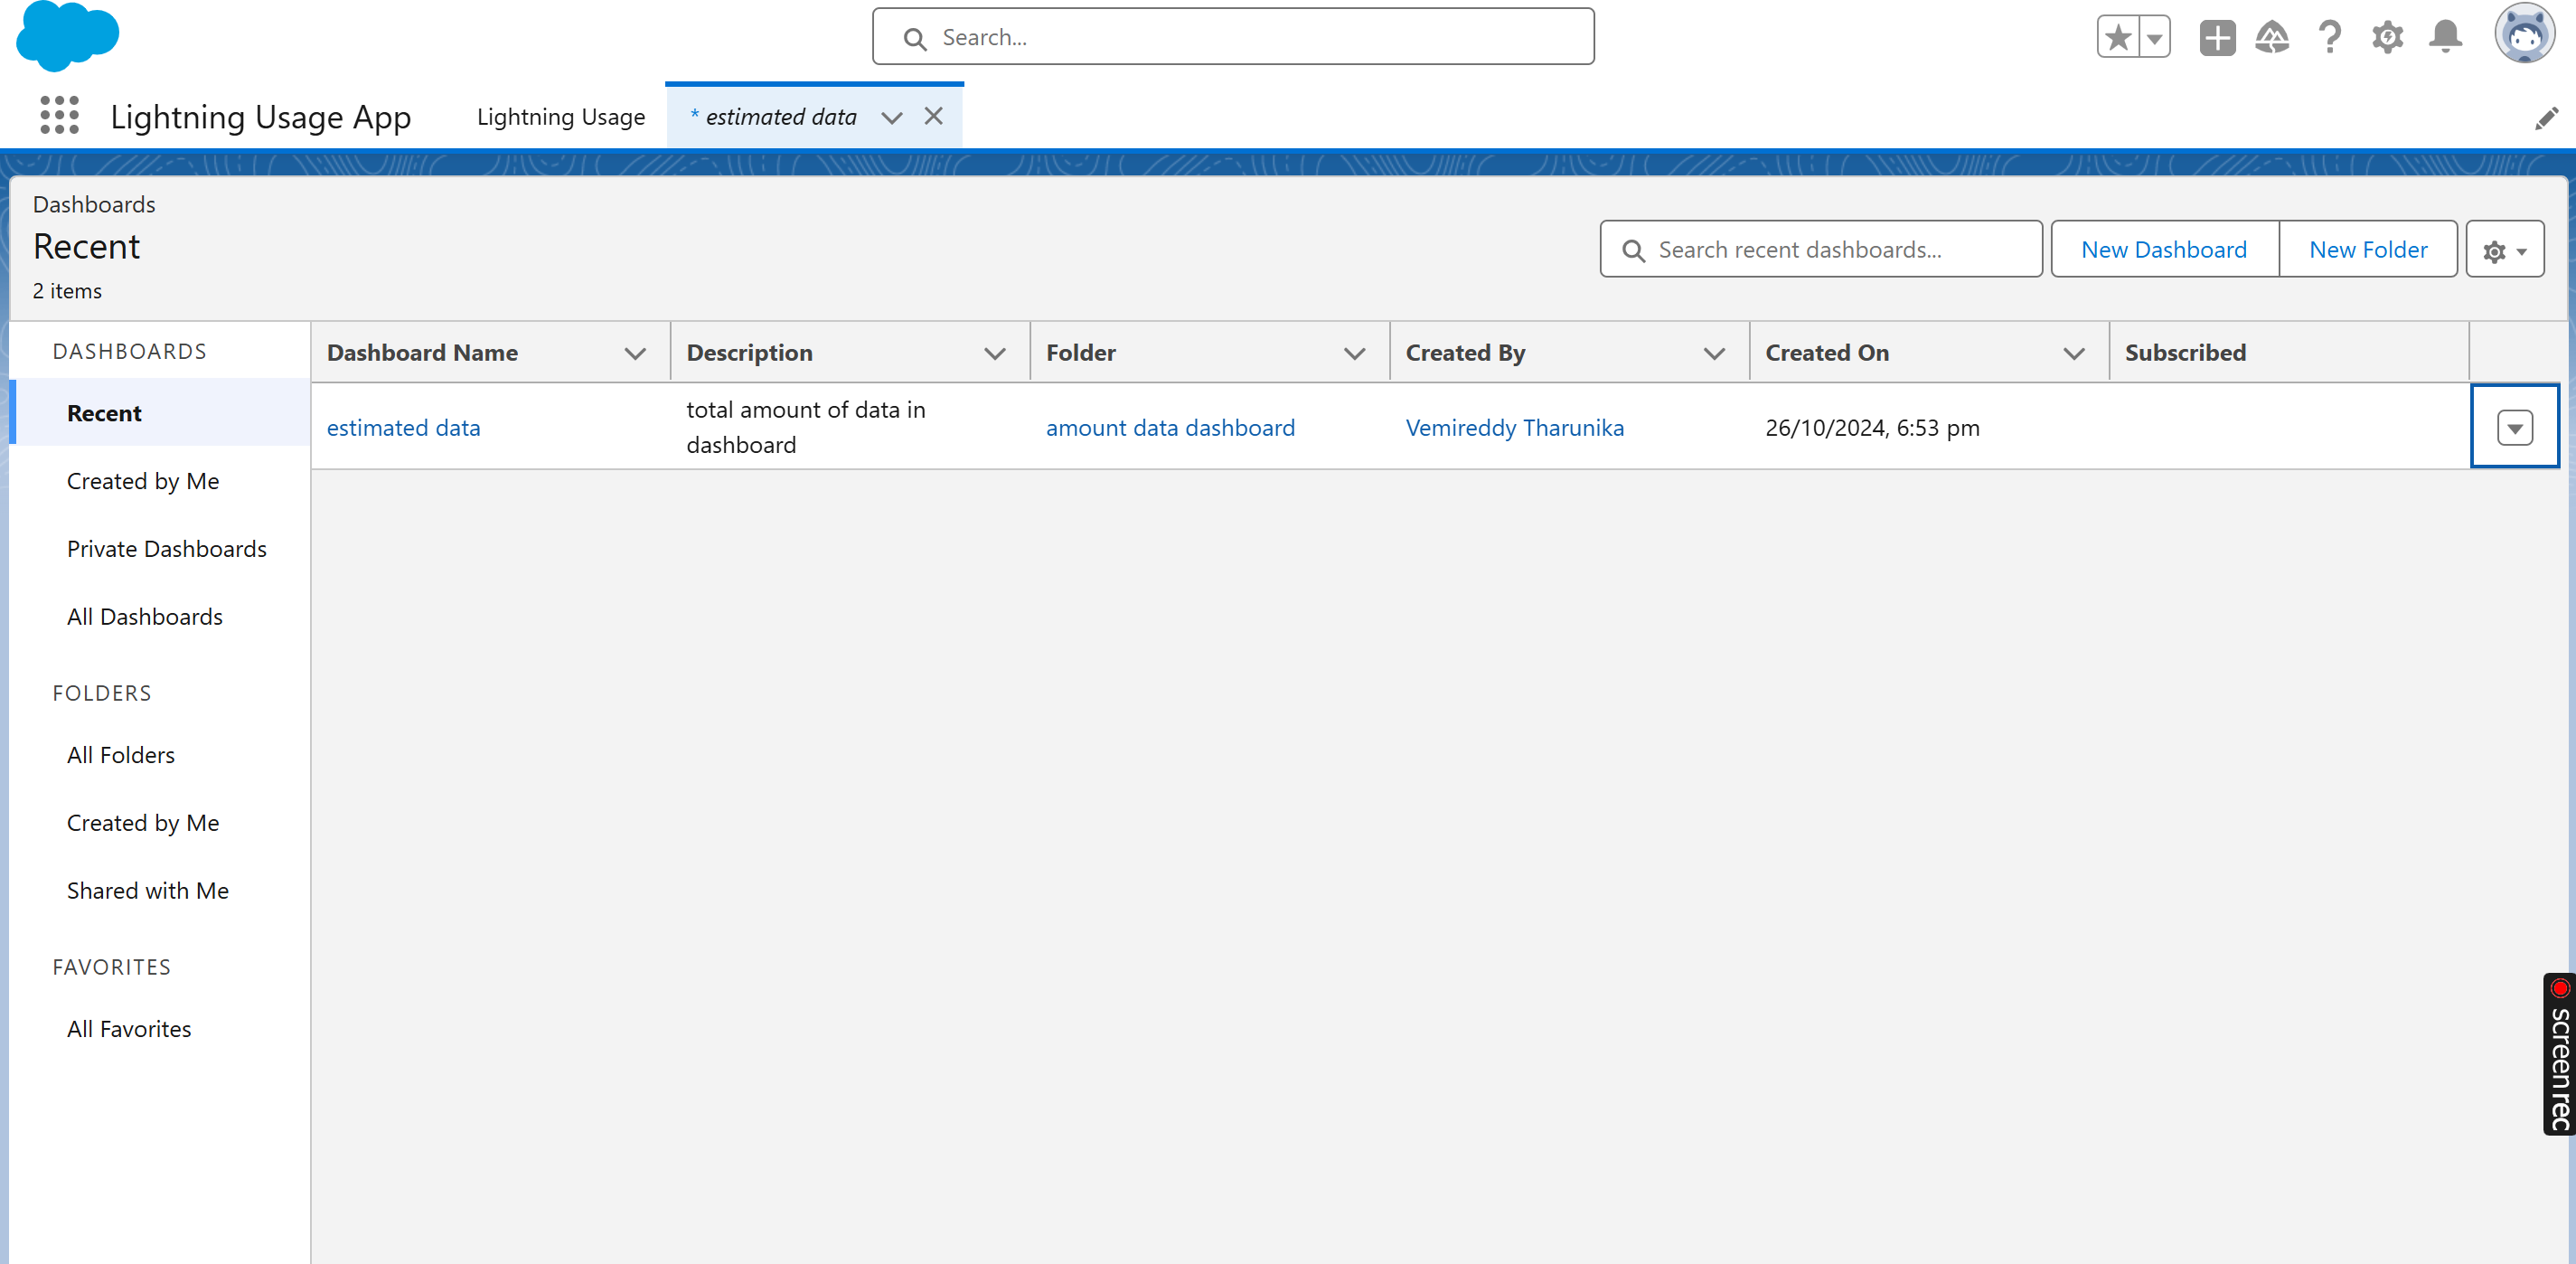 Search...
Lightning Usage App
Lightning Usage
* estimated data
Dashboards
Recent
2 items
Search recent dashboards...
New Dashboard
New Folder
DASHBOARDS
Recent
Created by Me
Private Dashboards
All Dashboards
FOLDERS
All Folders
Created by Me
Shared with Me
FAVORITES
All Favorites
Dashboard Name
Description
Folder
Created By
Created On
Subscribed
estimated data
total amount of data in
dashboard
amount data dashboard
Vemireddy Tharunika
26/10/2024, 6:53 pm
screen rec